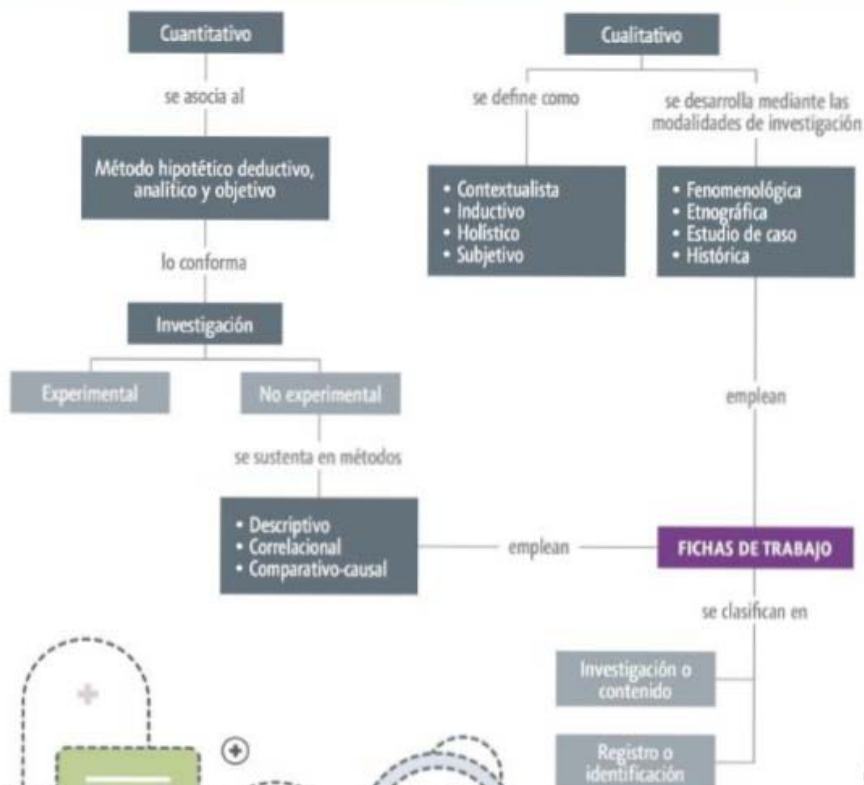 Cuantitativo
se asocia al
Método hipotético deductivo,
analítico y objetivo
lo conforma
Investigación
Experimental
No experimental
se sustenta en métodos
• Descriptivo
• Correlacional
• Comparativo-causal
emplean
Cualitativo
se define como
• Contextualista
• Inductivo
• Holístico
• Subjetivo
se desarrolla mediante las
modalidades de investigación
• Fenomenológica
• Etnográfica
• Estudio de caso
• Histórica
emplean
FICHAS DE TRABAJO
se clasifican en
Investigación o
contenido
Registro o
identificación